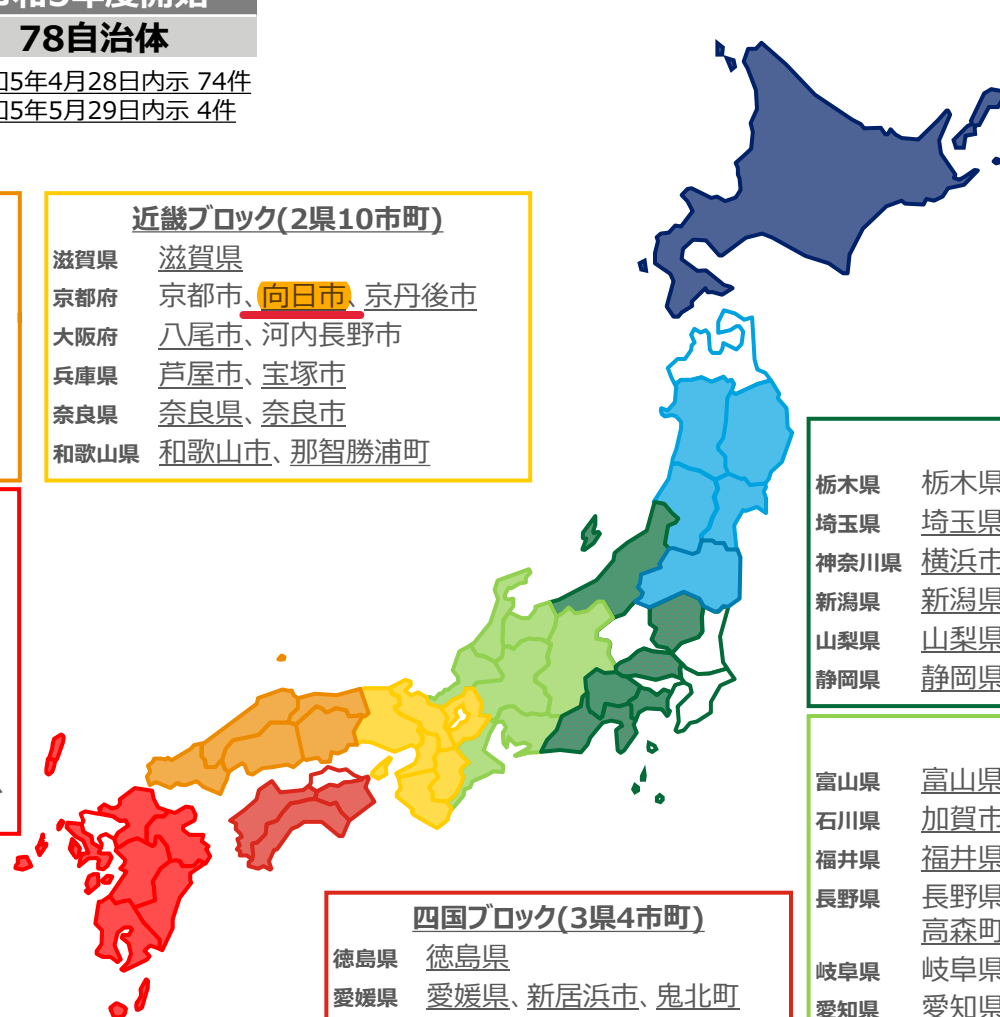 78自治体
5年4月28日内示 74件
5年5月29日内示 4件
近畿ブロック(2県10市町)
滋賀県 滋賀県
京都府 京都市、向日市、京丹後市
大阪府 八尾市、河内長野市
兵庫県 芦屋市、宝塚市
奈良県 奈良県、奈良市
和歌山県 和歌山市、那智勝浦町
栃木県 栃木県
埼玉県 埼玉県
神奈川県 横浜市
新潟県 新潟県
山梨県 山梨県
静岡県 静岡県
富山県 富山県
石川県 加賀市
福井県 福井県
長野県 長野県
高森町
岐阜県 岐阜県
愛知県 愛知県
四国ブロック(3県4市町)
徳島県 徳島県
愛媛県 愛媛県、新居浜市、鬼北町